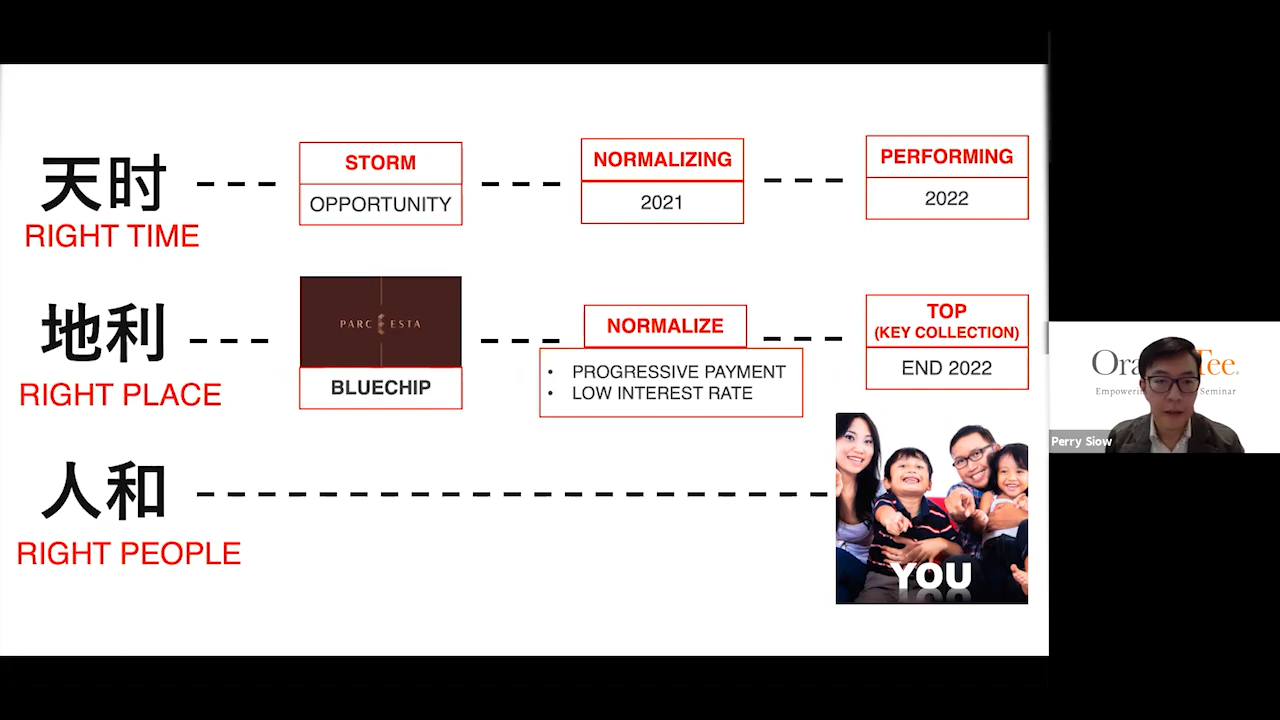 天时
RIGHT TIME
STORM
OPPORTUNITY
NORMALIZING
2021
PERFORMING
2022
地利
RIGHT PLACE
PARC ESTA
BLUECHIP
NORMALIZE
• PROGRESSIVE PAYMENT
• LOW INTEREST RATE
TOP
(KEY COLLECTION)
END 2022
人和
RIGHT PEOPLE
YOU
Seminar
Perry Siow